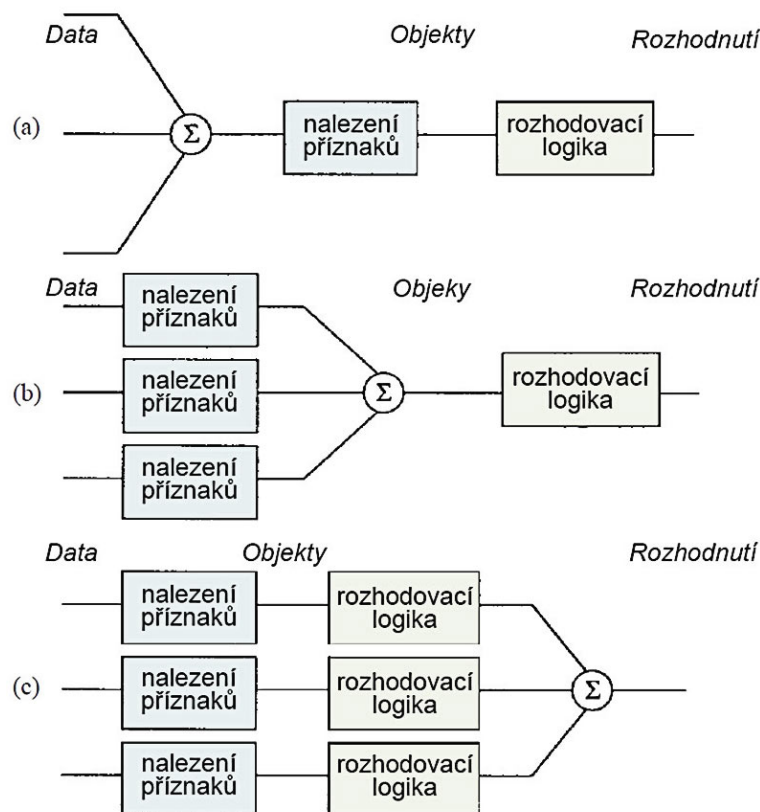 Data Objekty Rozhodnutí
(a)
Σ
nalezení
příznaků
rozhodovací
logika
Data Objeky Rozhodnutí
(b)
nalezení
příznaků
nalezení
příznaků
nalezení
příznaků
Σ
rozhodovací
logika
Data Objekty Rozhodnutí
(c)
nalezení
příznaků
rozhodovací
logika
nalezení
příznaků
rozhodovací
logika
nalezení
příznaků
rozhodovací
logika
Σ